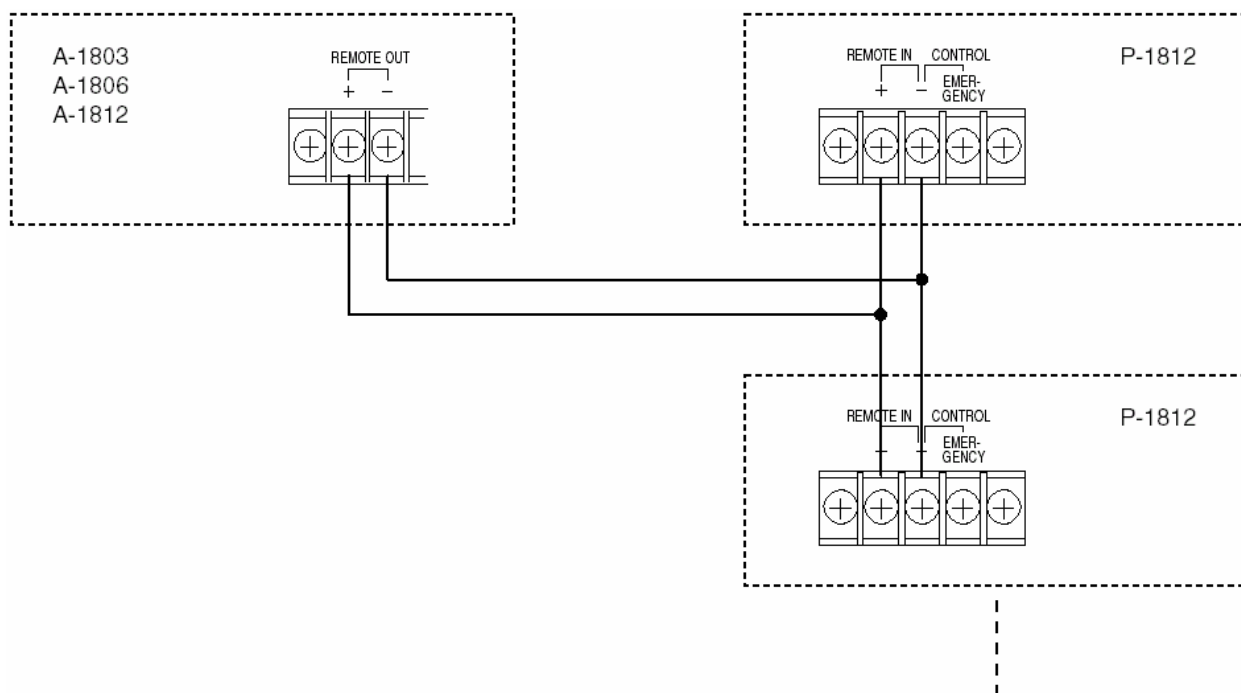 A-1803
A-1806
A-1812
REMOTE OUT
+ −
P-1812
REMOTE IN CONTROL
+ − EMER-
GENCY
P-1812
REMOTE IN CONTROL
+ − EMER-
GENCY